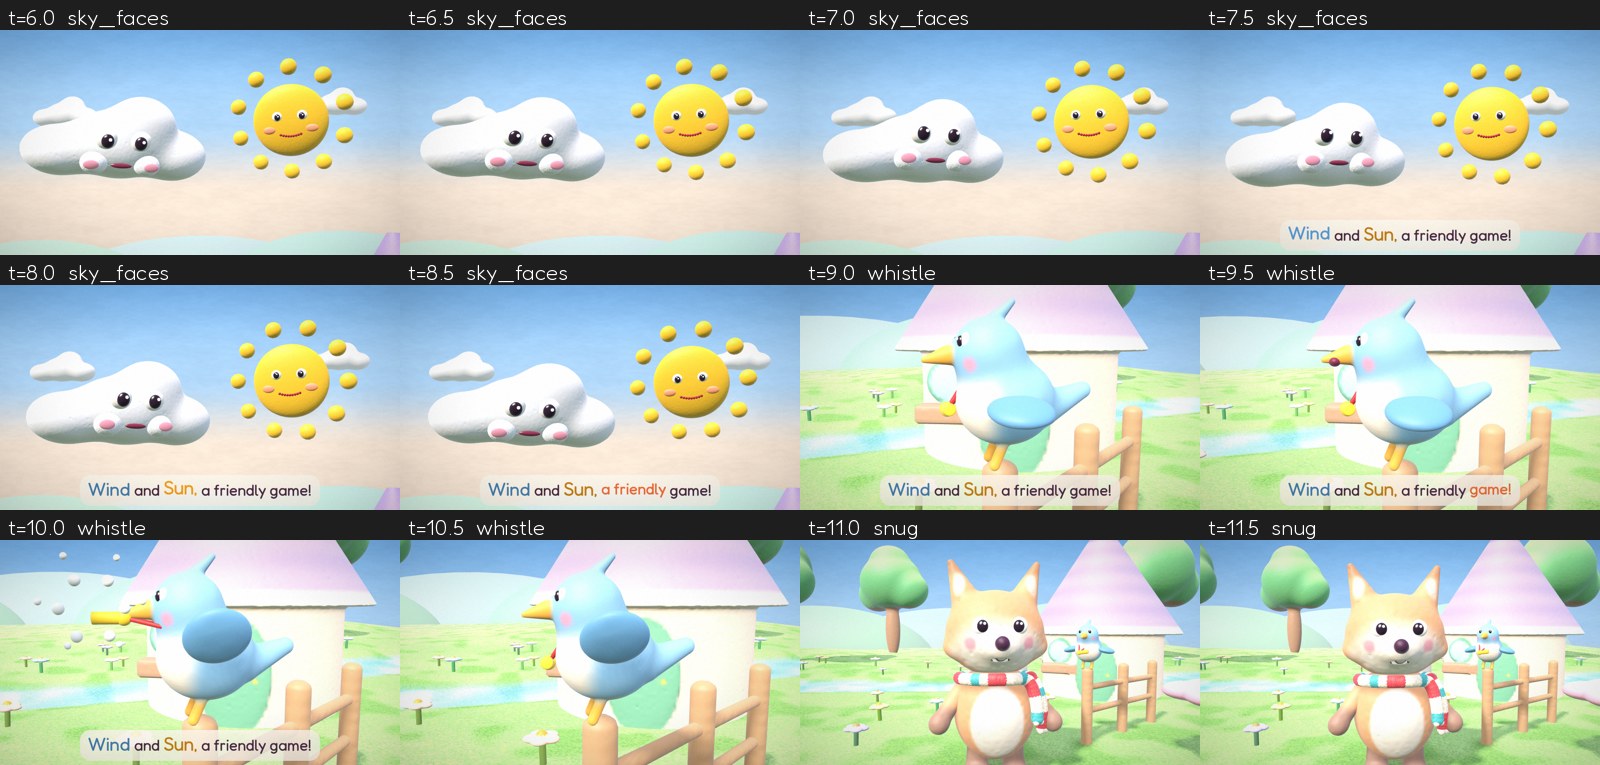 t=6.0 sky_faces
t=6.5 sky_faces
t=7.0 sky_faces
t=7.5 sky_faces
Wind and Sun, a friendly game!
t=8.0 sky_faces
t=8.5 sky_faces
t=9.0 whistle
t=9.5 whistle
Wind and Sun, a friendly game!
Wind and Sun, a friendly game!
Wind and Sun, a friendly game!
Wind and Sun, a friendly game!
t=10.0 whistle
t=10.5 whistle
t=11.0 snug
t=11.5 snug
Wind and Sun, a friendly game!